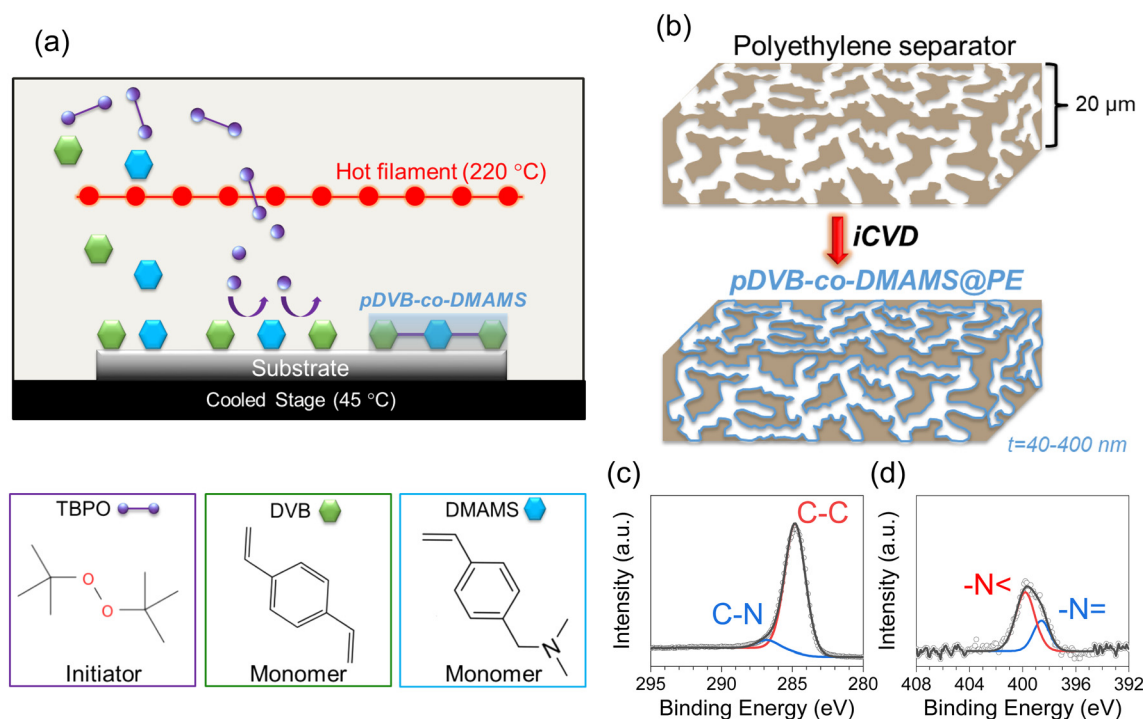 (a)
Hot filament (220 °C)
pDVB-co-DMAMS
Substrate
Cooled Stage (45 °C)
(b)
Polyethylene separator
20 µm
iCVD
pDVB-co-DMAMS@PE
t=40-400 nm
TBPO
O
O
Initiator
DVB
Monomer
DMAMS
N
Monomer
(c)
C-C
C-N
Intensity (a.u.)
295 290 285 280
Binding Energy (eV)
(d)
-N<
-N=
Intensity (a.u.)
408 404 400 396 392
Binding Energy (eV)